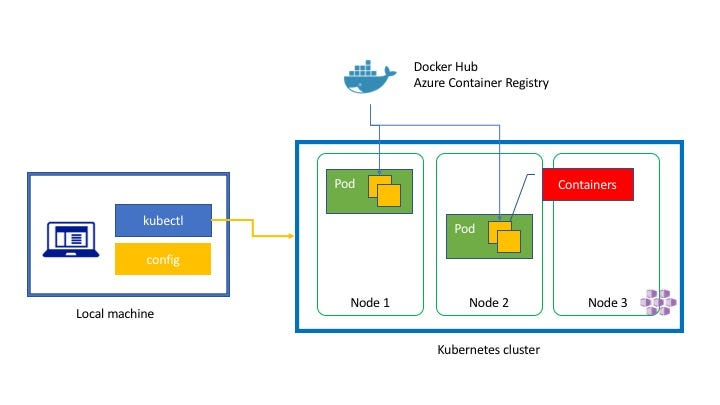 Docker Hub
Azure Container Registry
Pod
Containers
kubectl
Pod
config
Node 1
Node 2
Node 3
Local machine
Kubernetes cluster